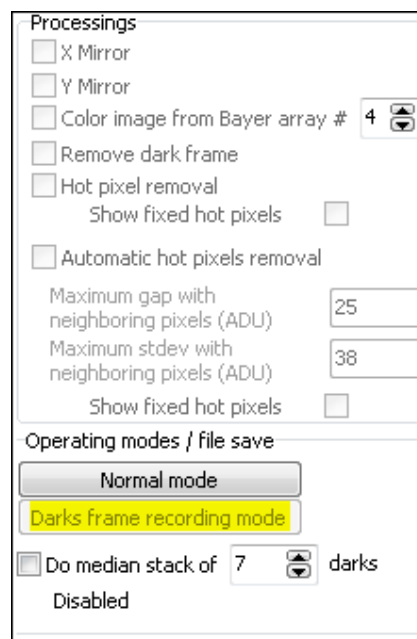 Processings
X Mirror
Y Mirror
Color image from Bayer array # 4
Remove dark frame
Hot pixel removal
Show fixed hot pixels
Automatic hot pixels removal
Maximum gap with
neighboring pixels (ADU) 25
Maximum stdev with
neighboring pixels (ADU) 38
Show fixed hot pixels
Operating modes / file save
Normal mode
Darks frame recording mode
Do median stack of 7 darks
Disabled